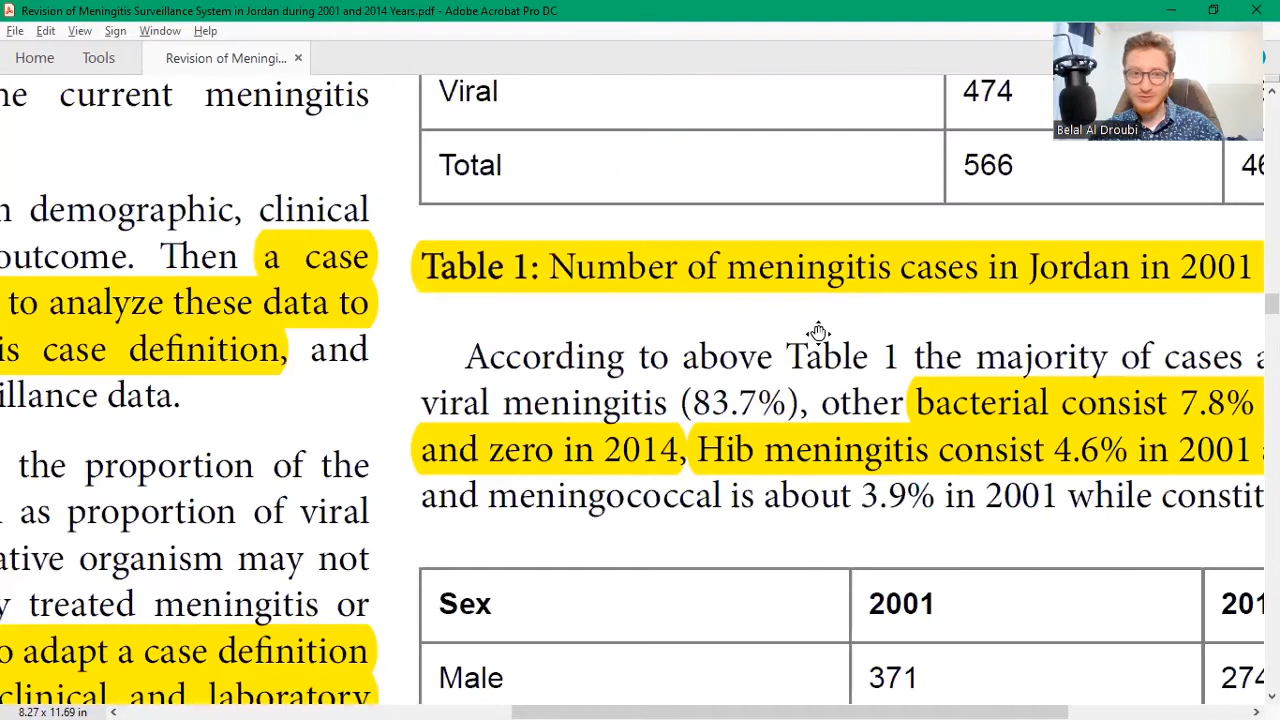 Revision of Meningitis Surveillance System in Jordan during 2001 and 2014 Years.pdf - Adobe Acrobat Pro DC
File Edit View Sign Window Help
Home Tools Revision of Meningi... ×
Belal Al Droubi
he current meningitis
n demographic, clinical
outcome. Then a case
to analyze these data to
is case definition, and
illance data.
the proportion of the
as proportion of viral
ative organism may not
y treated meningitis or
o adapt a case definition
clinical and laboratory
Viral 474
Total 566 46
Table 1: Number of meningitis cases in Jordan in 2001
According to above Table 1 the majority of cases a
viral meningitis (83.7%), other bacterial consist 7.8%
and zero in 2014, Hib meningitis consist 4.6% in 2001
and meningococcal is about 3.9% in 2001 while constit
Sex 2001 201
Male 371 274
8.27 x 11.69 in